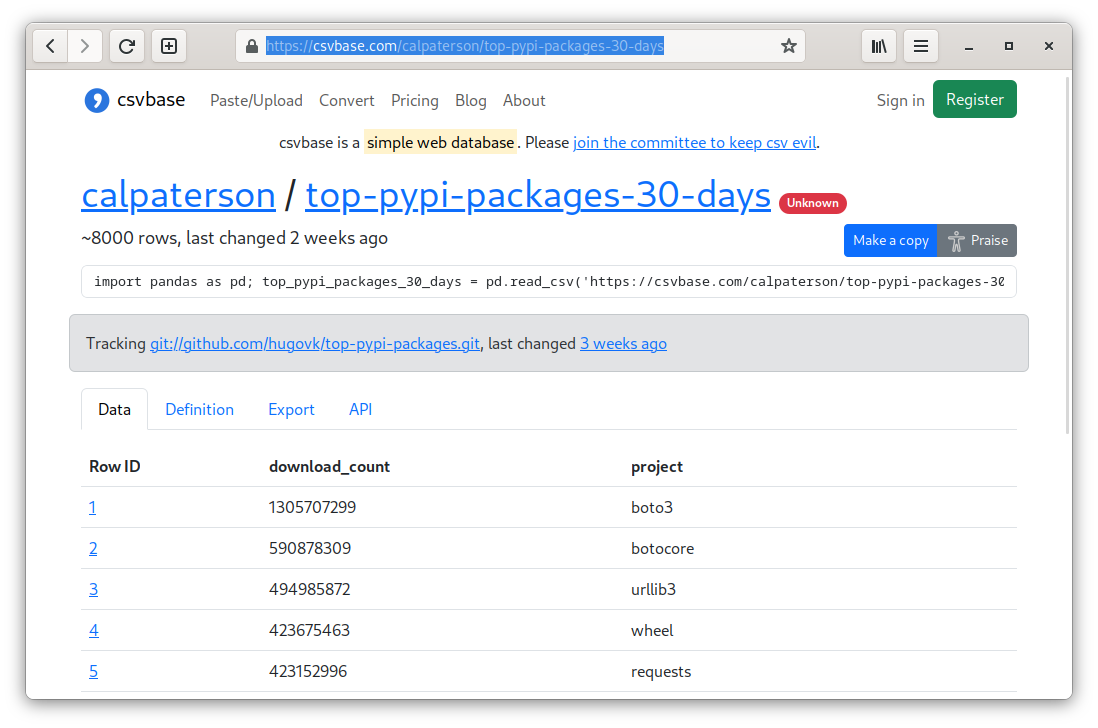 https://csvbase.com/calpaterson/top-pypi-packages-30-days
csvbase Paste/Upload Convert Pricing Blog About Sign in Register
csvbase is a simple web database. Please join the committee to keep csv evil.
calpaterson / top-pypi-packages-30-days Unknown
~8000 rows, last changed 2 weeks ago Make a copy Praise
import pandas as pd; top_pypi_packages_30_days = pd.read_csv('https://csvbase.com/calpaterson/top-pypi-packages-30
Tracking git://github.com/hugovk/top-pypi-packages.git, last changed 3 weeks ago
Data Definition Export API
Row ID download_count project
1 1305707299 boto3
2 590878309 botocore
3 494985872 urllib3
4 423675463 wheel
5 423152996 requests